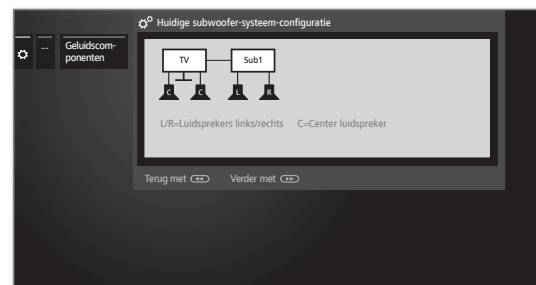 Huidige subwoofer-systeem-configuratie
...
Geluidscom-
ponenten
TV
Sub1
C C L R
L/R=Luidsprekers links/rechts C=Center luidspreker
Terug met Verder met